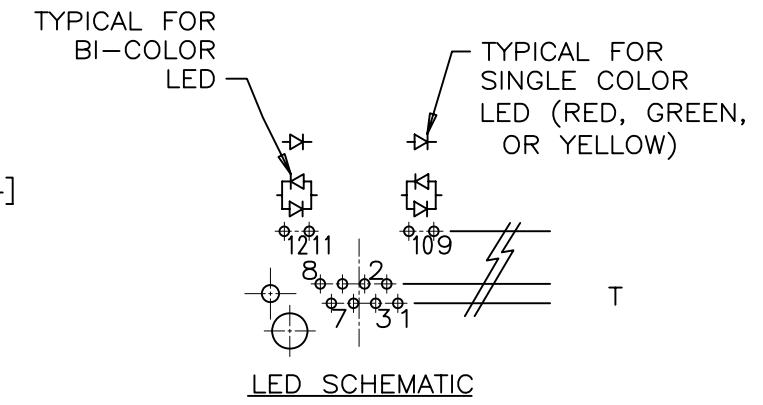 TYPICAL FOR
BI-COLOR
LED
TYPICAL FOR
SINGLE COLOR
LED (RED, GREEN,
OR YELLOW)
]
12 11
10 9
8 2
7 3 1
T
LED SCHEMATIC